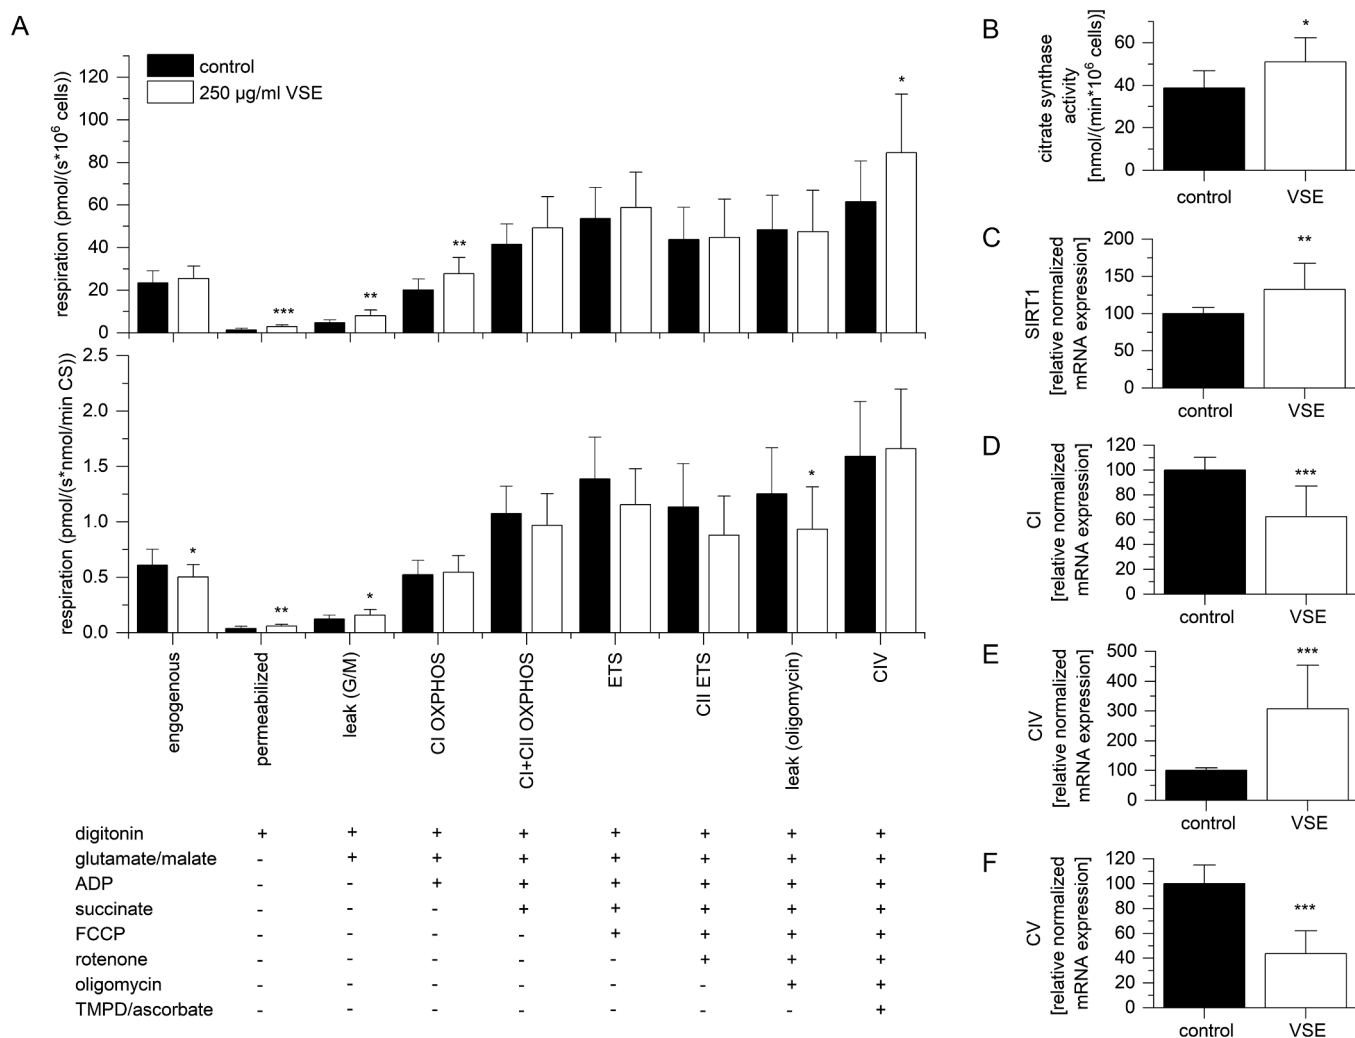 A
control
250 µg/ml VSE
respiration (pmol/(s*10⁶ cells))
120
100
80
60
40
20
0
***
**
**
*
respiration (pmol/(s*nmol/min CS))
2.5
2.0
1.5
1.0
0.5
0.0
*
**
*
*
engogenous
permeabilized
leak (G/M)
CI OXPHOS
CI+CII OXPHOS
ETS
CII ETS
leak (oligomycin)
CIV
digitonin + + + + + + + +
glutamate/malate - + + + + + + +
ADP - - + + + + + +
succinate - - - + + + + +
FCCP - - - - + + + +
rotenone - - - - - + + +
oligomycin - - - - - - + +
TMPD/ascorbate - - - - - - - +
B
citrate synthase
activity
[nmol/(min*10⁶ cells)]
60
40
20
0
*
control VSE
C
SIRT1
[relative normalized
mRNA expression]
200
150
100
50
0
**
control VSE
D
CI
[relative normalized
mRNA expression]
120
100
80
60
40
20
0
***
control VSE
E
CIV
[relative normalized
mRNA expression]
500
400
300
200
100
0
***
control VSE
F
CV
[relative normalized
mRNA expression]
120
100
80
60
40
20
0
***
control VSE